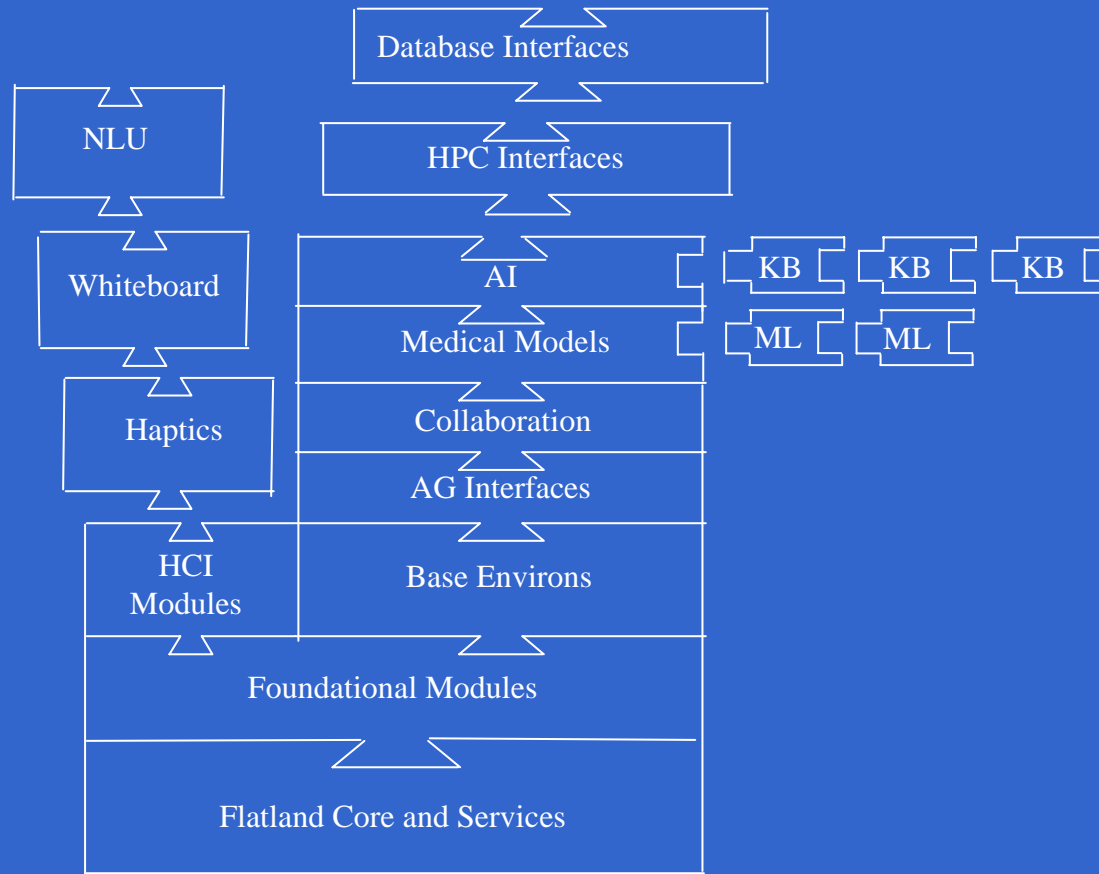 Database Interfaces
NLU
HPC Interfaces
Whiteboard
AI
KB
KB
KB
Medical Models
ML
ML
Haptics
Collaboration
AG Interfaces
HCI
Modules
Base Environs
Foundational Modules
Flatland Core and Services